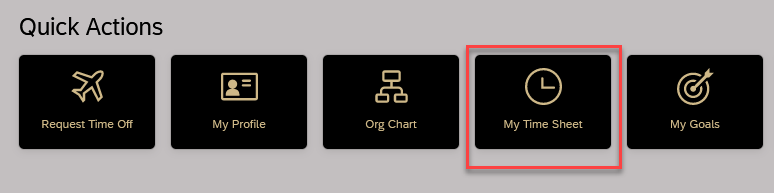 Quick Actions
Request Time Off
My Profile
Org Chart
My Time Sheet
My Goals